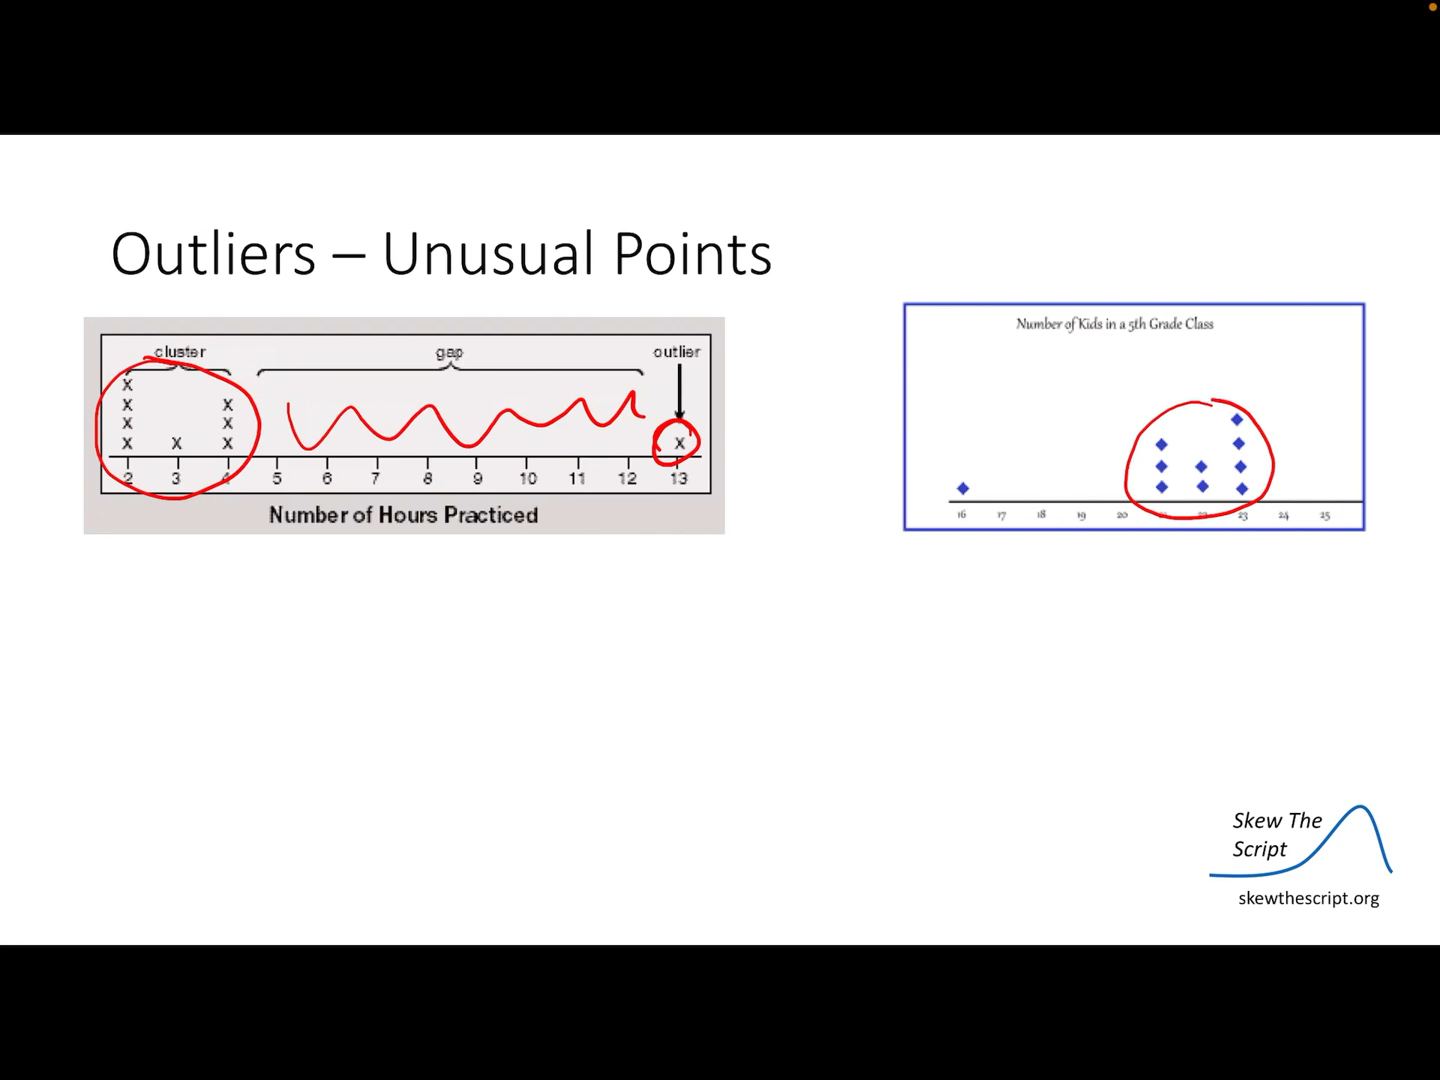 Outliers – Unusual Points
cluster
gap
outlier
X
X
X
X
X
X
X
X
X
2 3 4 5 6 7 8 9 10 11 12 13
Number of Hours Practiced
Number of Kids in a 5th Grade Class
16 17 18 19 20 21 22 23 24 25
Skew The
Script
skewthescript.org